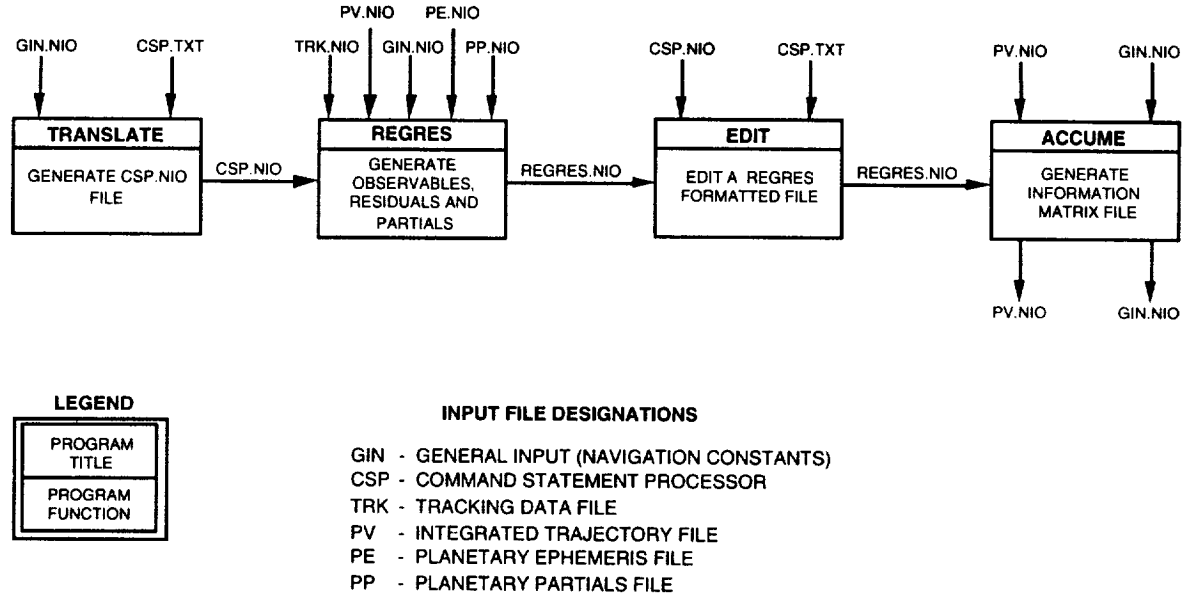 PV.NIO PE.NIO
GIN.NIO CSP.TXT TRK.NIO GIN.NIO PP.NIO CSP.NIO CSP.TXT PV.NIO GIN.NIO
TRANSLATE
GENERATE CSP.NIO
FILE
CSP.NIO
REGRES
GENERATE
OBSERVABLES,
RESIDUALS AND
PARTIALS
REGRES.NIO
EDIT
EDIT A REGRES
FORMATTED FILE
REGRES.NIO
ACCUME
GENERATE
INFORMATION
MATRIX FILE
PV.NIO GIN.NIO
LEGEND
PROGRAM
TITLE
PROGRAM
FUNCTION
INPUT FILE DESIGNATIONS
GIN - GENERAL INPUT (NAVIGATION CONSTANTS)
CSP - COMMAND STATEMENT PROCESSOR
TRK - TRACKING DATA FILE
PV - INTEGRATED TRAJECTORY FILE
PE - PLANETARY EPHEMERIS FILE
PP - PLANETARY PARTIALS FILE